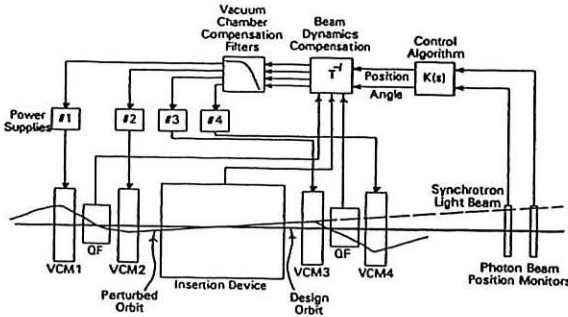 Vacuum
Chamber
Compensation
Filters
Beam
Dynamics
Compensation
Control
Algorithm
T⁻¹
Position
Angle
K(s)
Power
Supplies
#1
#2
#3
#4
Synchrotron
Light Beam
VCM1
QF
VCM2
Insertion Device
VCM3
QF
VCM4
Perturbed
Orbit
Design
Orbit
Photon Beam
Position Monitors